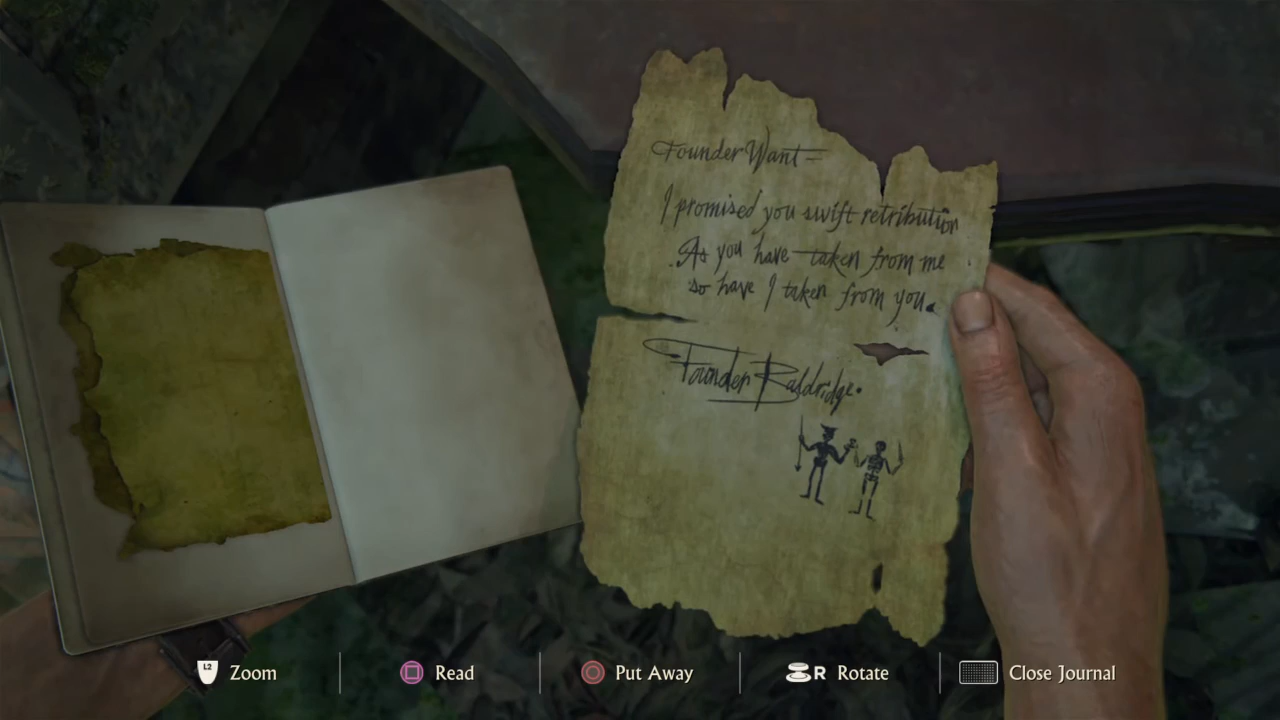 Founder Want –
I promised you swift retribution
As you have taken from me
so have I taken from you.
Founder Baldridge.
L2 Zoom
Read
Put Away
R Rotate
Close Journal